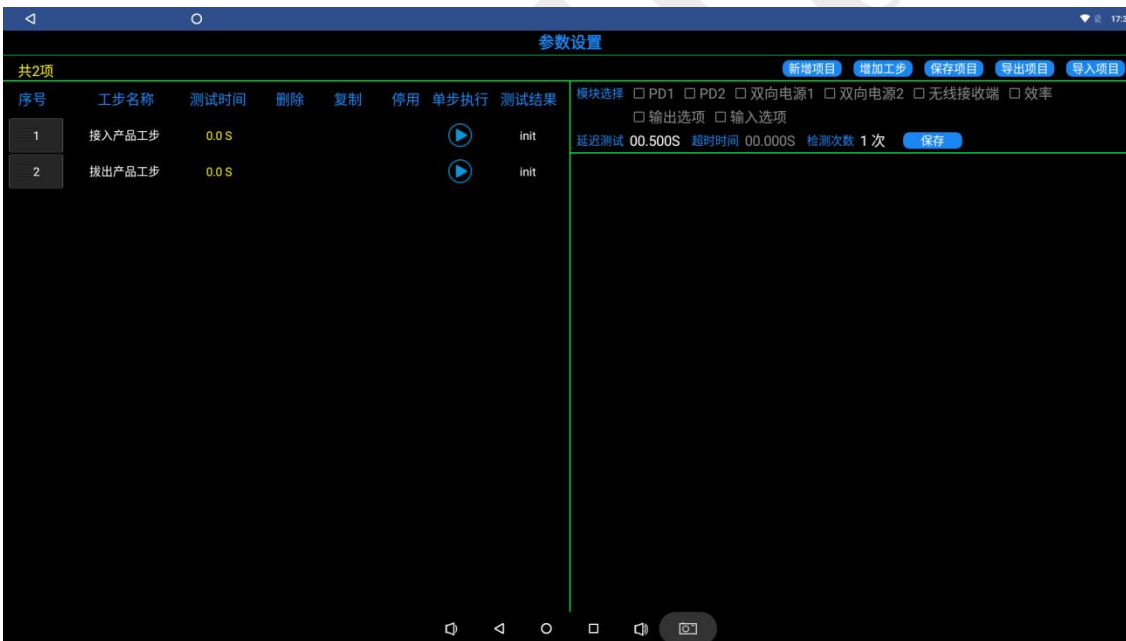 17:3
参数设置
共2项
新增项目 增加工步 保存项目 导出项目 导入项目
序号 工步名称 测试时间 删除 复制 停用 单步执行 测试结果
1 接入产品工步 0.0 S init
2 拔出产品工步 0.0 S init
模块选择 PD1 PD2 双向电源1 双向电源2 无线接收端 效率
输出选项 输入选项
延迟测试 00.500S 超时时间 00.000S 检测次数 1 次 保存